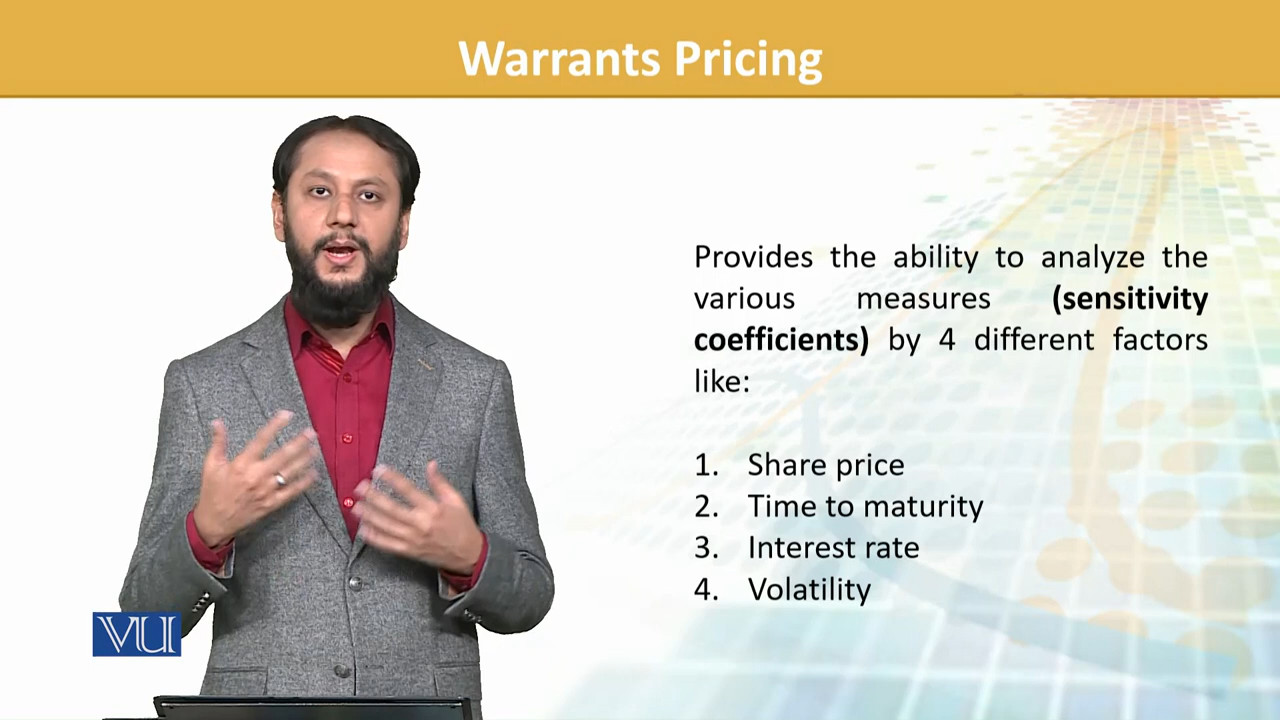 Warrants Pricing
Provides the ability to analyze the
various measures (sensitivity
coefficients) by 4 different factors
like:
1. Share price
2. Time to maturity
3. Interest rate
4. Volatility
VU